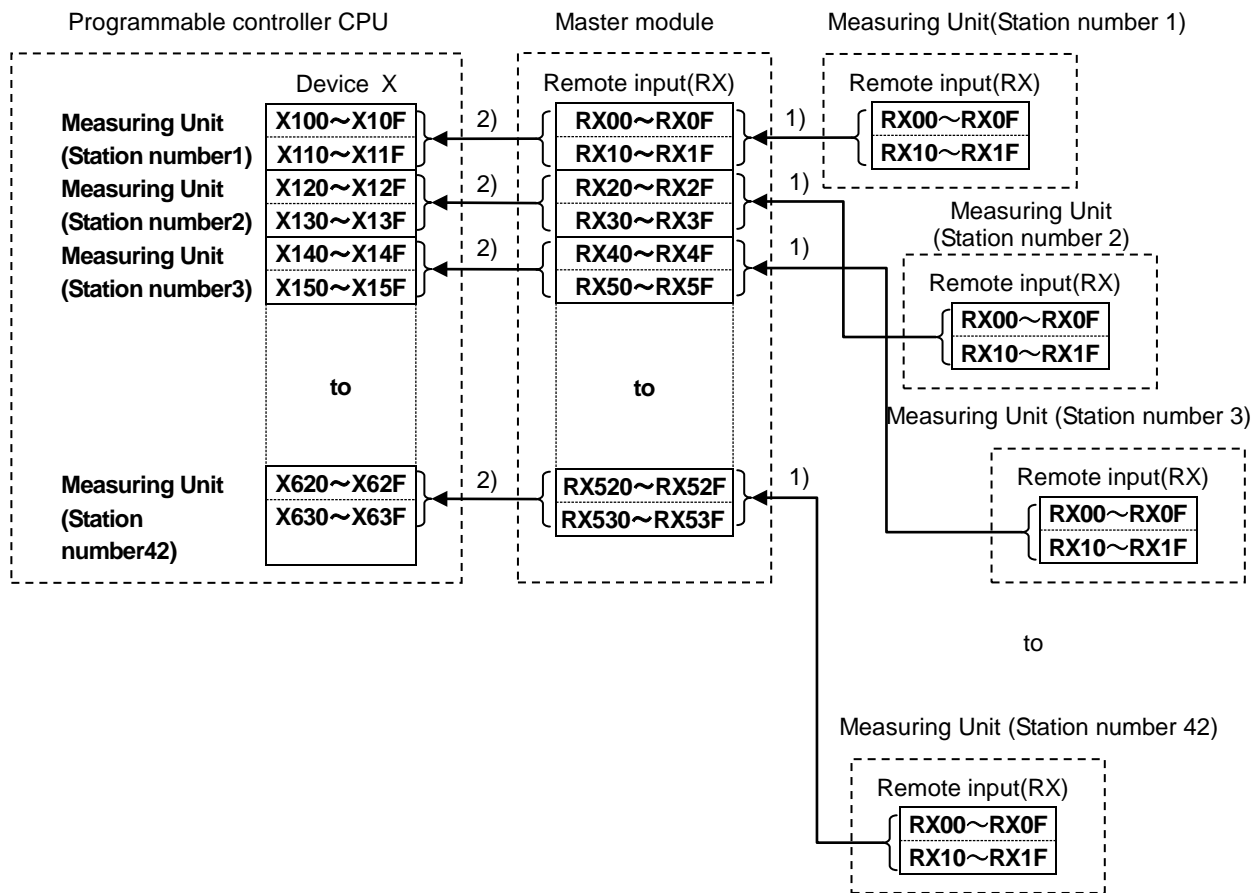 Programmable controller CPU
Master module
Measuring Unit(Station number 1)
Device X
Remote input(RX)
Remote input(RX)
Measuring Unit
(Station number1)
X100～X10F
X110～X11F
2)
RX00～RX0F
RX10～RX1F
1)
RX00～RX0F
RX10～RX1F
Measuring Unit
(Station number2)
X120～X12F
X130～X13F
2)
RX20～RX2F
RX30～RX3F
1)
Measuring Unit
(Station number 2)
Remote input(RX)
RX00～RX0F
RX10～RX1F
Measuring Unit
(Station number3)
X140～X14F
X150～X15F
2)
RX40～RX4F
RX50～RX5F
1)
Measuring Unit (Station number 3)
Remote input(RX)
RX00～RX0F
RX10～RX1F
to
to
to
Measuring Unit
(Station
number42)
X620～X62F
X630～X63F
2)
RX520～RX52F
RX530～RX53F
1)
Measuring Unit (Station number 42)
Remote input(RX)
RX00～RX0F
RX10～RX1F